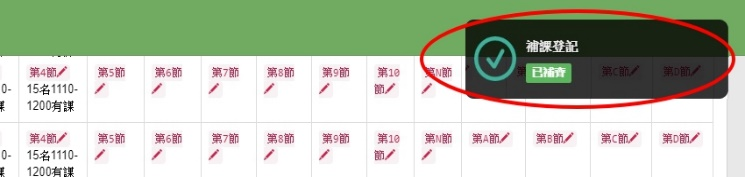 補課登記
已補齊
第4節 第5節 第6節 第7節 第8節 第9節 第10節 第N節 第C節 第D節
15名1110-1200有課
第4節 第5節 第6節 第7節 第8節 第9節 第10節 第N節 第A節 第B節 第C節 第D節
15名1110-1200有課